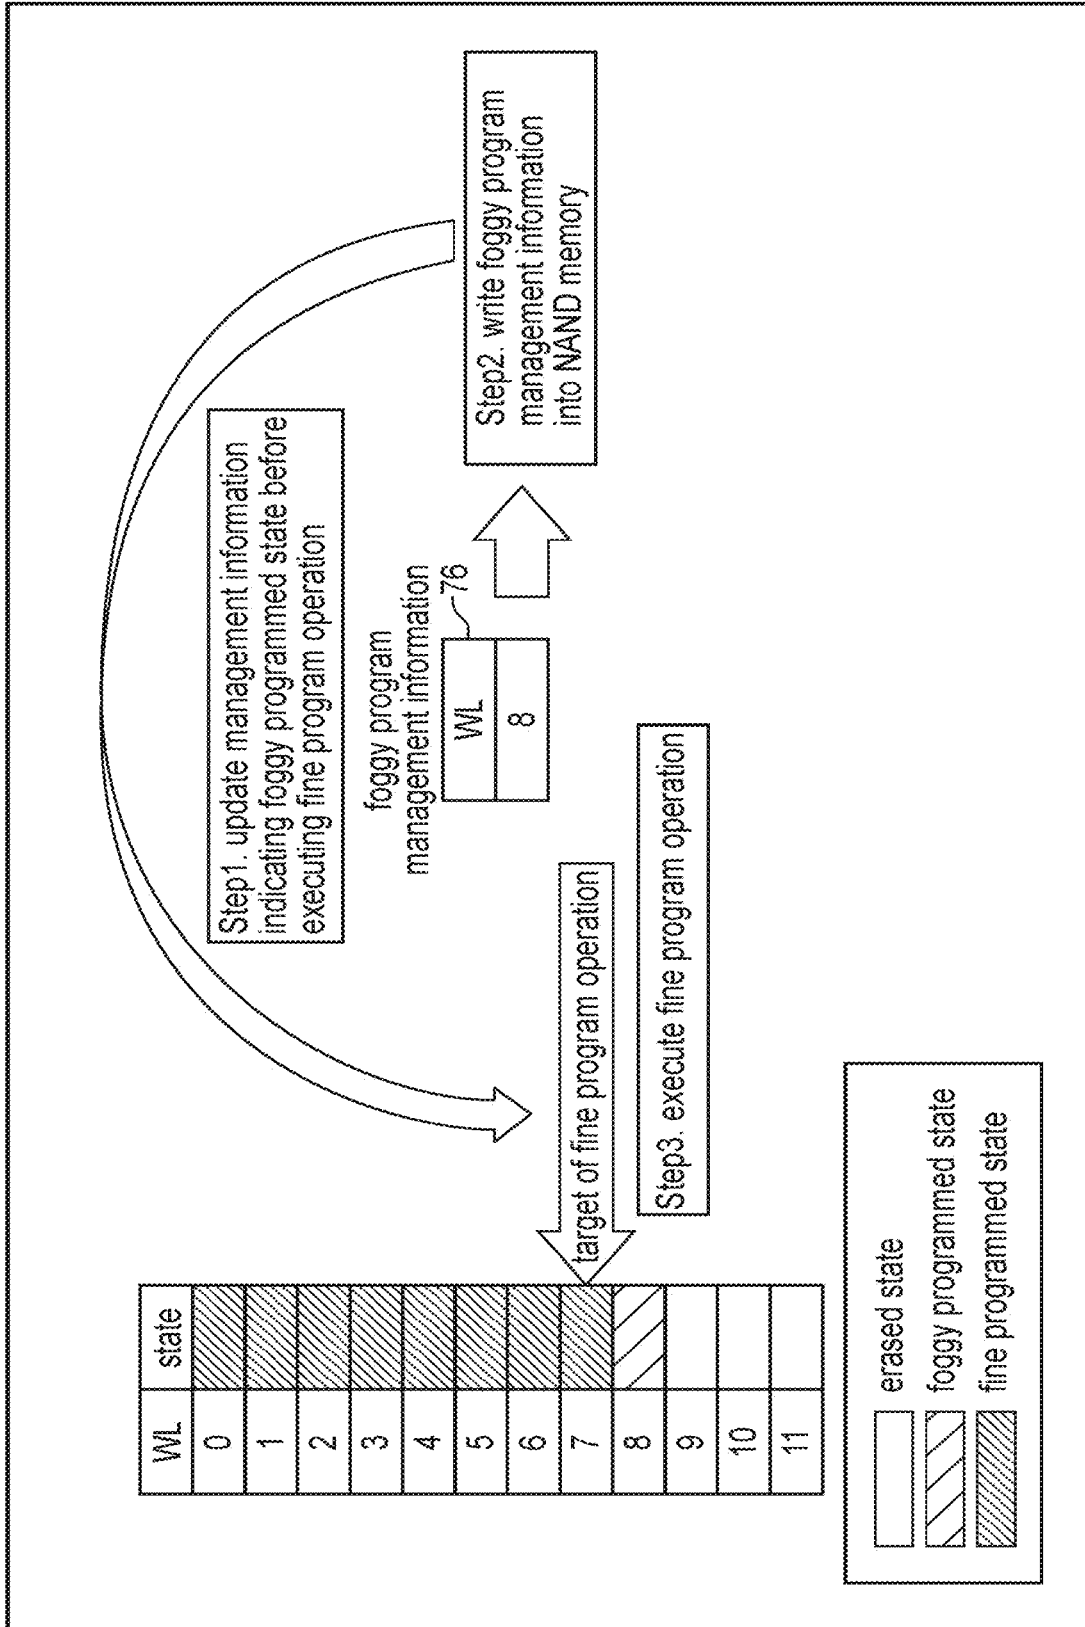 WL state
0
1
2
3
4
5
6
7
8
9
10
11
Step1. update management information
indicating foggy programmed state before
executing fine program operation
foggy program
management information
76
WL
8
Step2. write foggy program
management information
into NAND memory
target of fine program operation
Step3. execute fine program operation
erased state
foggy programmed state
fine programmed state